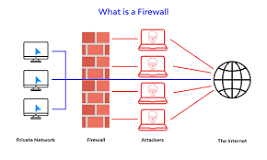 What is a Firewall
Private Network
Firewall
Attackers
The Internet